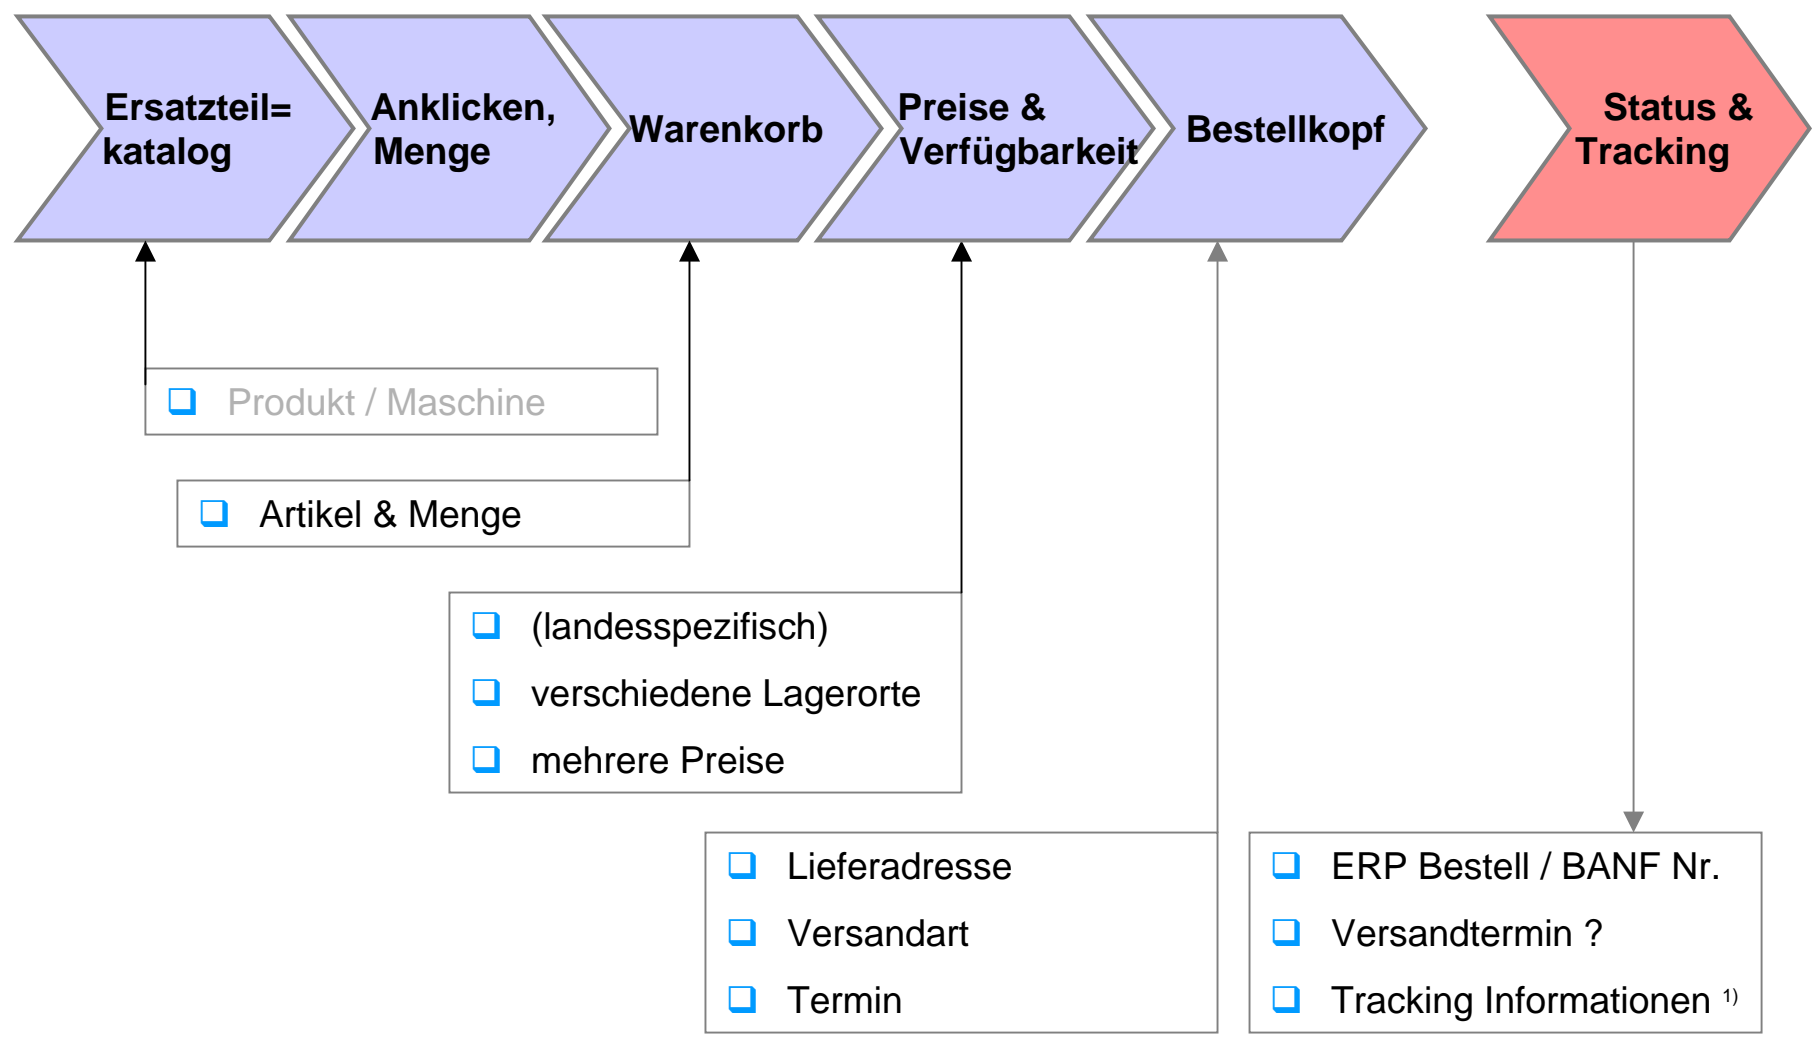 Ersatzteil=
katalog
Anklicken,
Menge
Warenkorb
Preise &
Verfügbarkeit
Bestellkopf
Status &
Tracking
Produkt / Maschine
Artikel & Menge
(landesspezifisch)
verschiedene Lagerorte
mehrere Preise
Lieferadresse
Versandart
Termin
ERP Bestell / BANF Nr.
Versandtermin ?
Tracking Informationen 1)